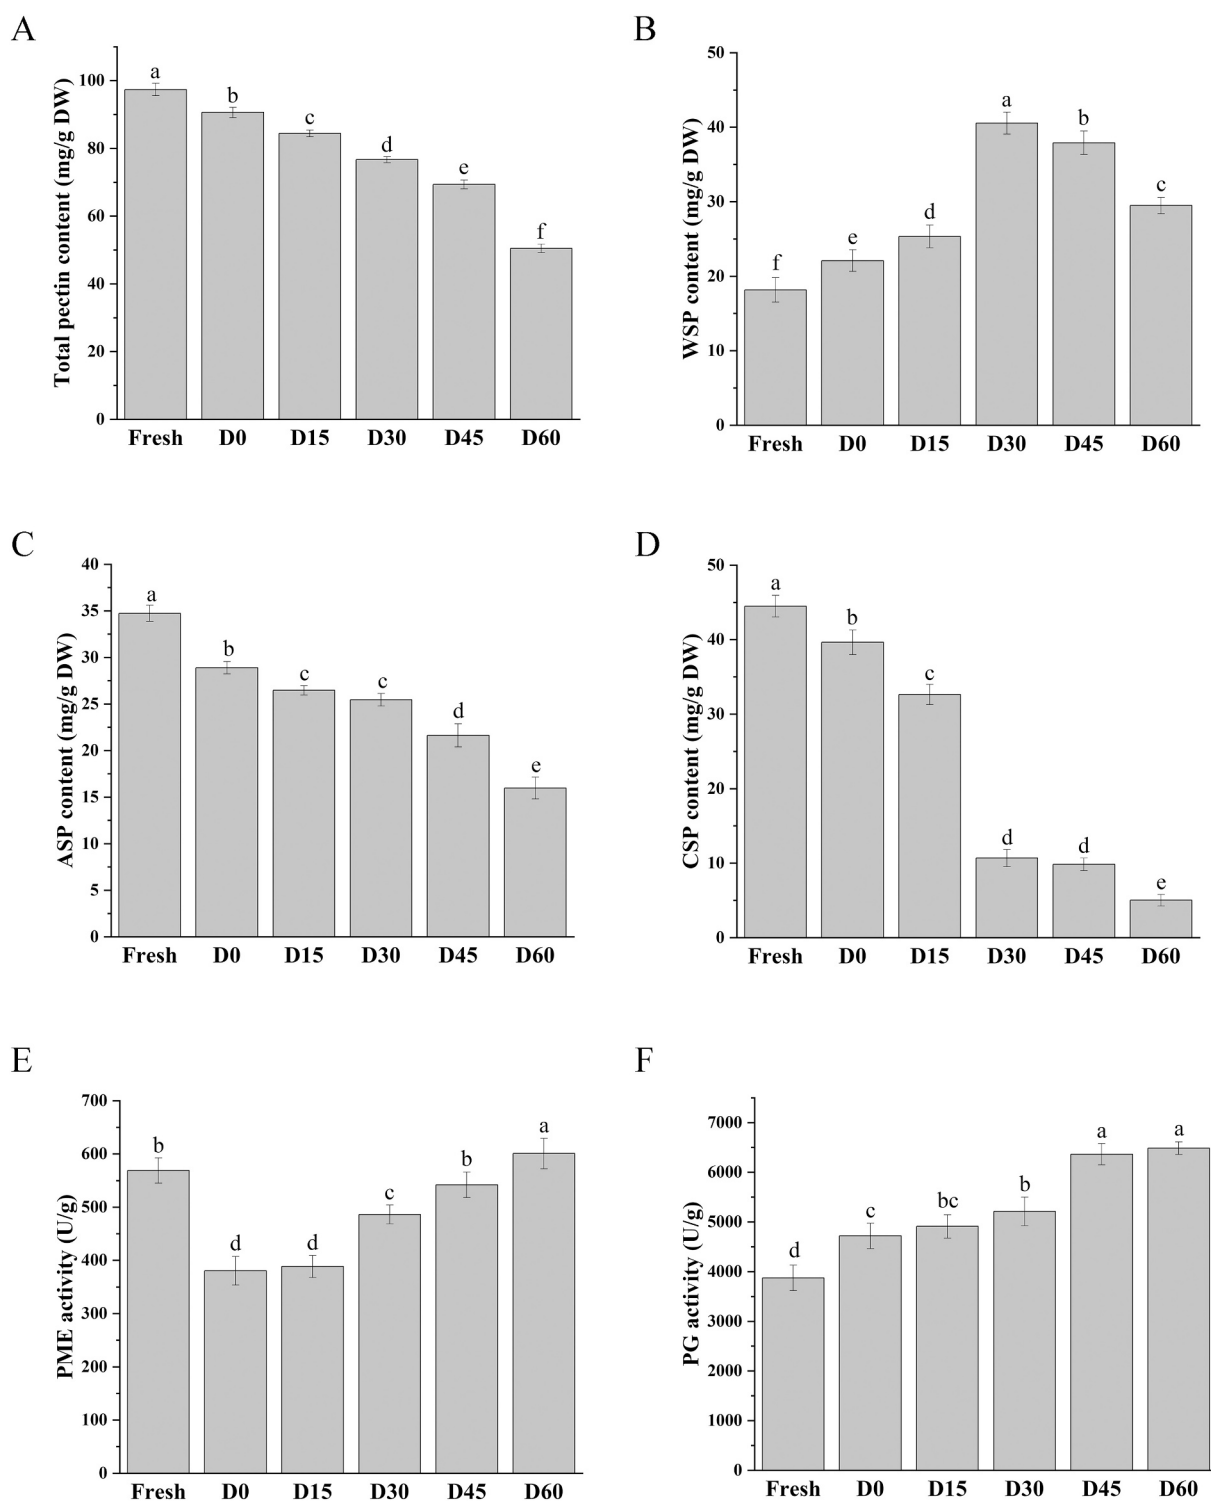 A
Total pectin content (mg/g DW)
100
80
60
40
20
0
a
b
c
d
e
f
Fresh D0 D15 D30 D45 D60
B
WSP content (mg/g DW)
50
40
30
20
10
0
f
e
d
a
b
c
Fresh D0 D15 D30 D45 D60
C
ASP content (mg/g DW)
40
35
30
25
20
15
10
5
0
a
b
c
c
d
e
Fresh D0 D15 D30 D45 D60
D
CSP content (mg/g DW)
50
40
30
20
10
0
a
b
c
d
d
e
Fresh D0 D15 D30 D45 D60
E
PME activity (U/g)
700
600
500
400
300
200
100
0
b
d
d
c
b
a
Fresh D0 D15 D30 D45 D60
F
PG activity (U/g)
7000
6000
5000
4000
3000
2000
1000
0
d
c
bc
b
a
a
Fresh D0 D15 D30 D45 D60